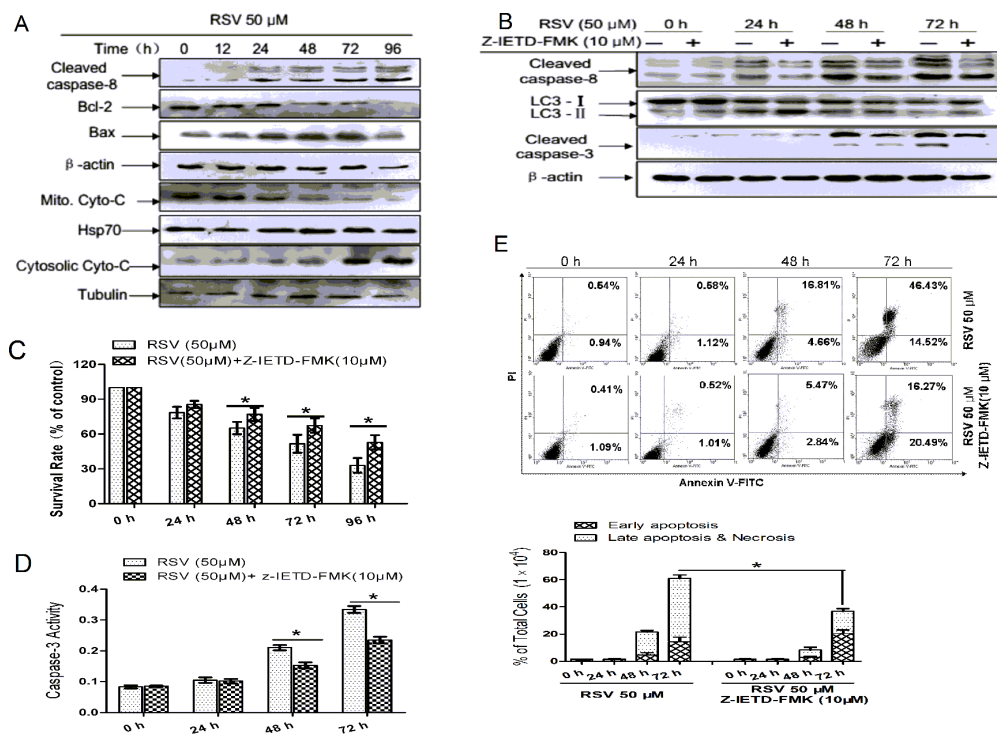 A
RSV 50 µM
Time (h) 0 12 24 48 72 96
Cleaved
caspase-8
Bcl-2
Bax
β-actin
Mito. Cyto-C
Hsp70
Cytosolic Cyto-C
Tubulin
B
RSV (50 µM) 0 h 24 h 48 h 72 h
Z-IETD-FMK (10 µM) — + — + — + — +
Cleaved
caspase-8
LC3 - I
LC3 - II
Cleaved
caspase-3
β-actin
C
RSV (50µM)
RSV(50µM)+Z-IETD-FMK(10µM)
Survival Rate (% of control)
120
90
60
30
0
* * *
0 h 24 h 48 h 72 h 96 h
D
RSV (50µM)
RSV (50µM)+ z-IETD-FMK(10µM)
Caspase-3 Activity
0.4
0.3
0.2
0.1
0.0
* *
0 h 24 h 48 h 72 h
E
0 h 24 h 48 h 72 h
0.54% 0.58% 16.81% 46.43%
0.94% 1.12% 4.66% 14.52%
RSV 50 µM
0.41% 0.52% 5.47% 16.27%
1.09% 1.01% 2.84% 20.49%
RSV 50 µM
Z-IETD-FMK(10 µM)
PI
Annexin V-FITC
Early apoptosis
Late apoptosis & Necrosis
% of Total Cells (1 × 10⁴)
80
60
40
20
0
*
0 h 24 h 48 h 72 h 0 h 24 h 48 h 72 h
RSV 50 µM
RSV 50 µM
Z-IETD-FMK (10µM)